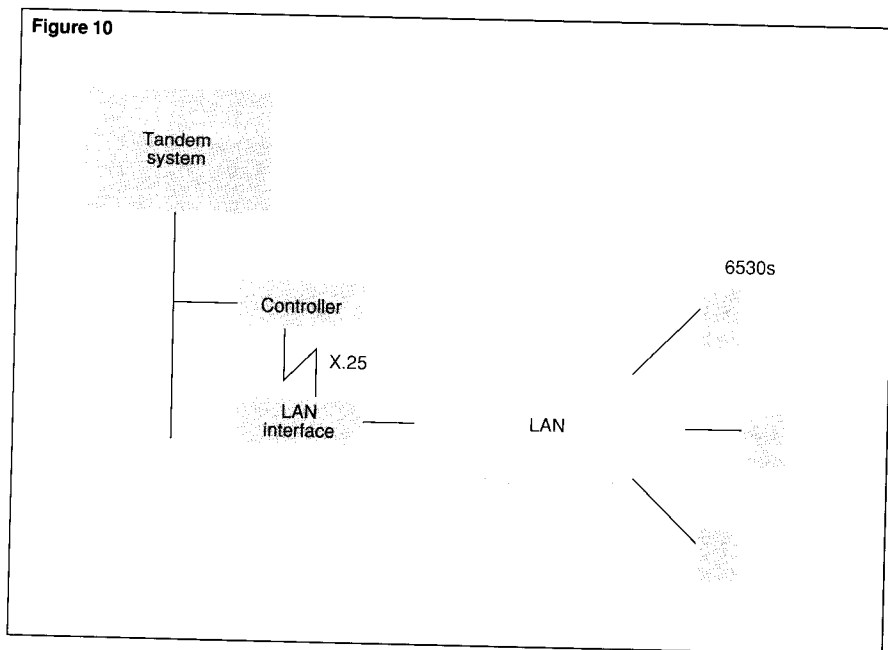 Figure 10
Tandem
system
6530s
Controller
X.25
LAN
interface
LAN